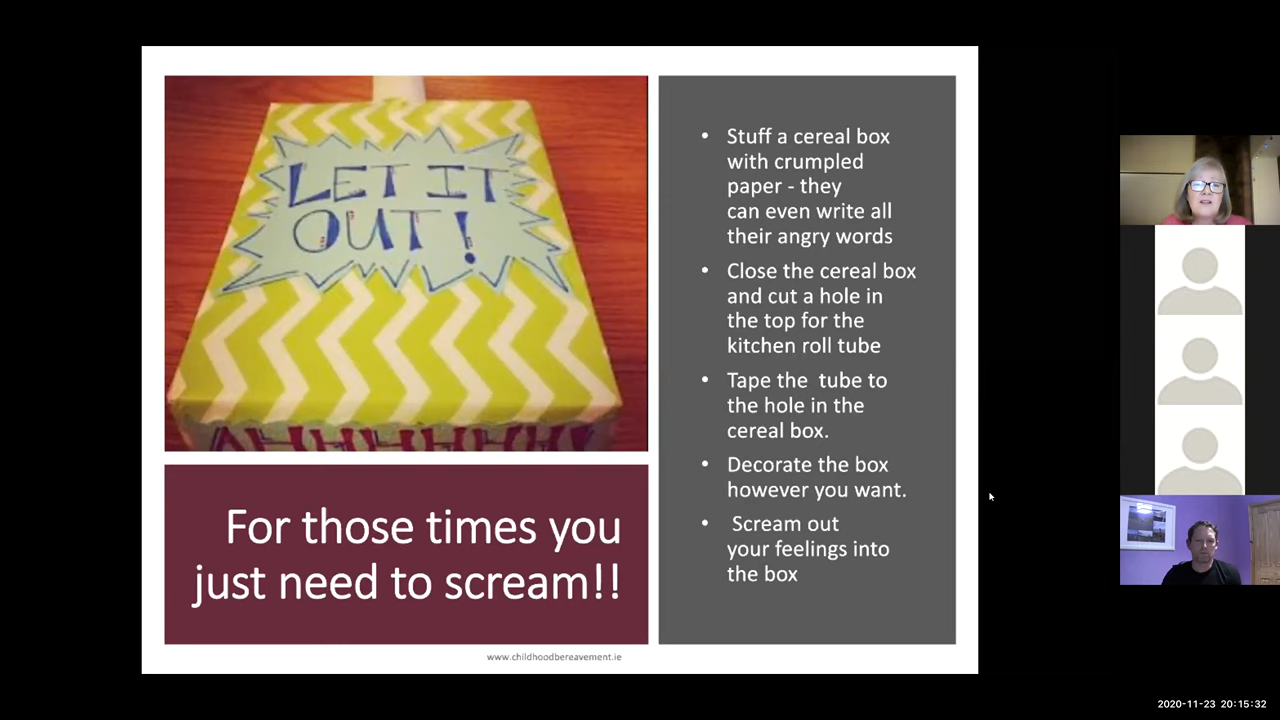 LET IT
OUT!
AHHHHHH!
For those times you
just need to scream!!
• Stuff a cereal box
with crumpled
paper - they
can even write all
their angry words
• Close the cereal box
and cut a hole in
the top for the
kitchen roll tube
• Tape the  tube to
the hole in the
cereal box.
• Decorate the box
however you want.
• Scream out
your feelings into
the box
www.childhoodbereavement.ie
2020-11-23 20:15:32